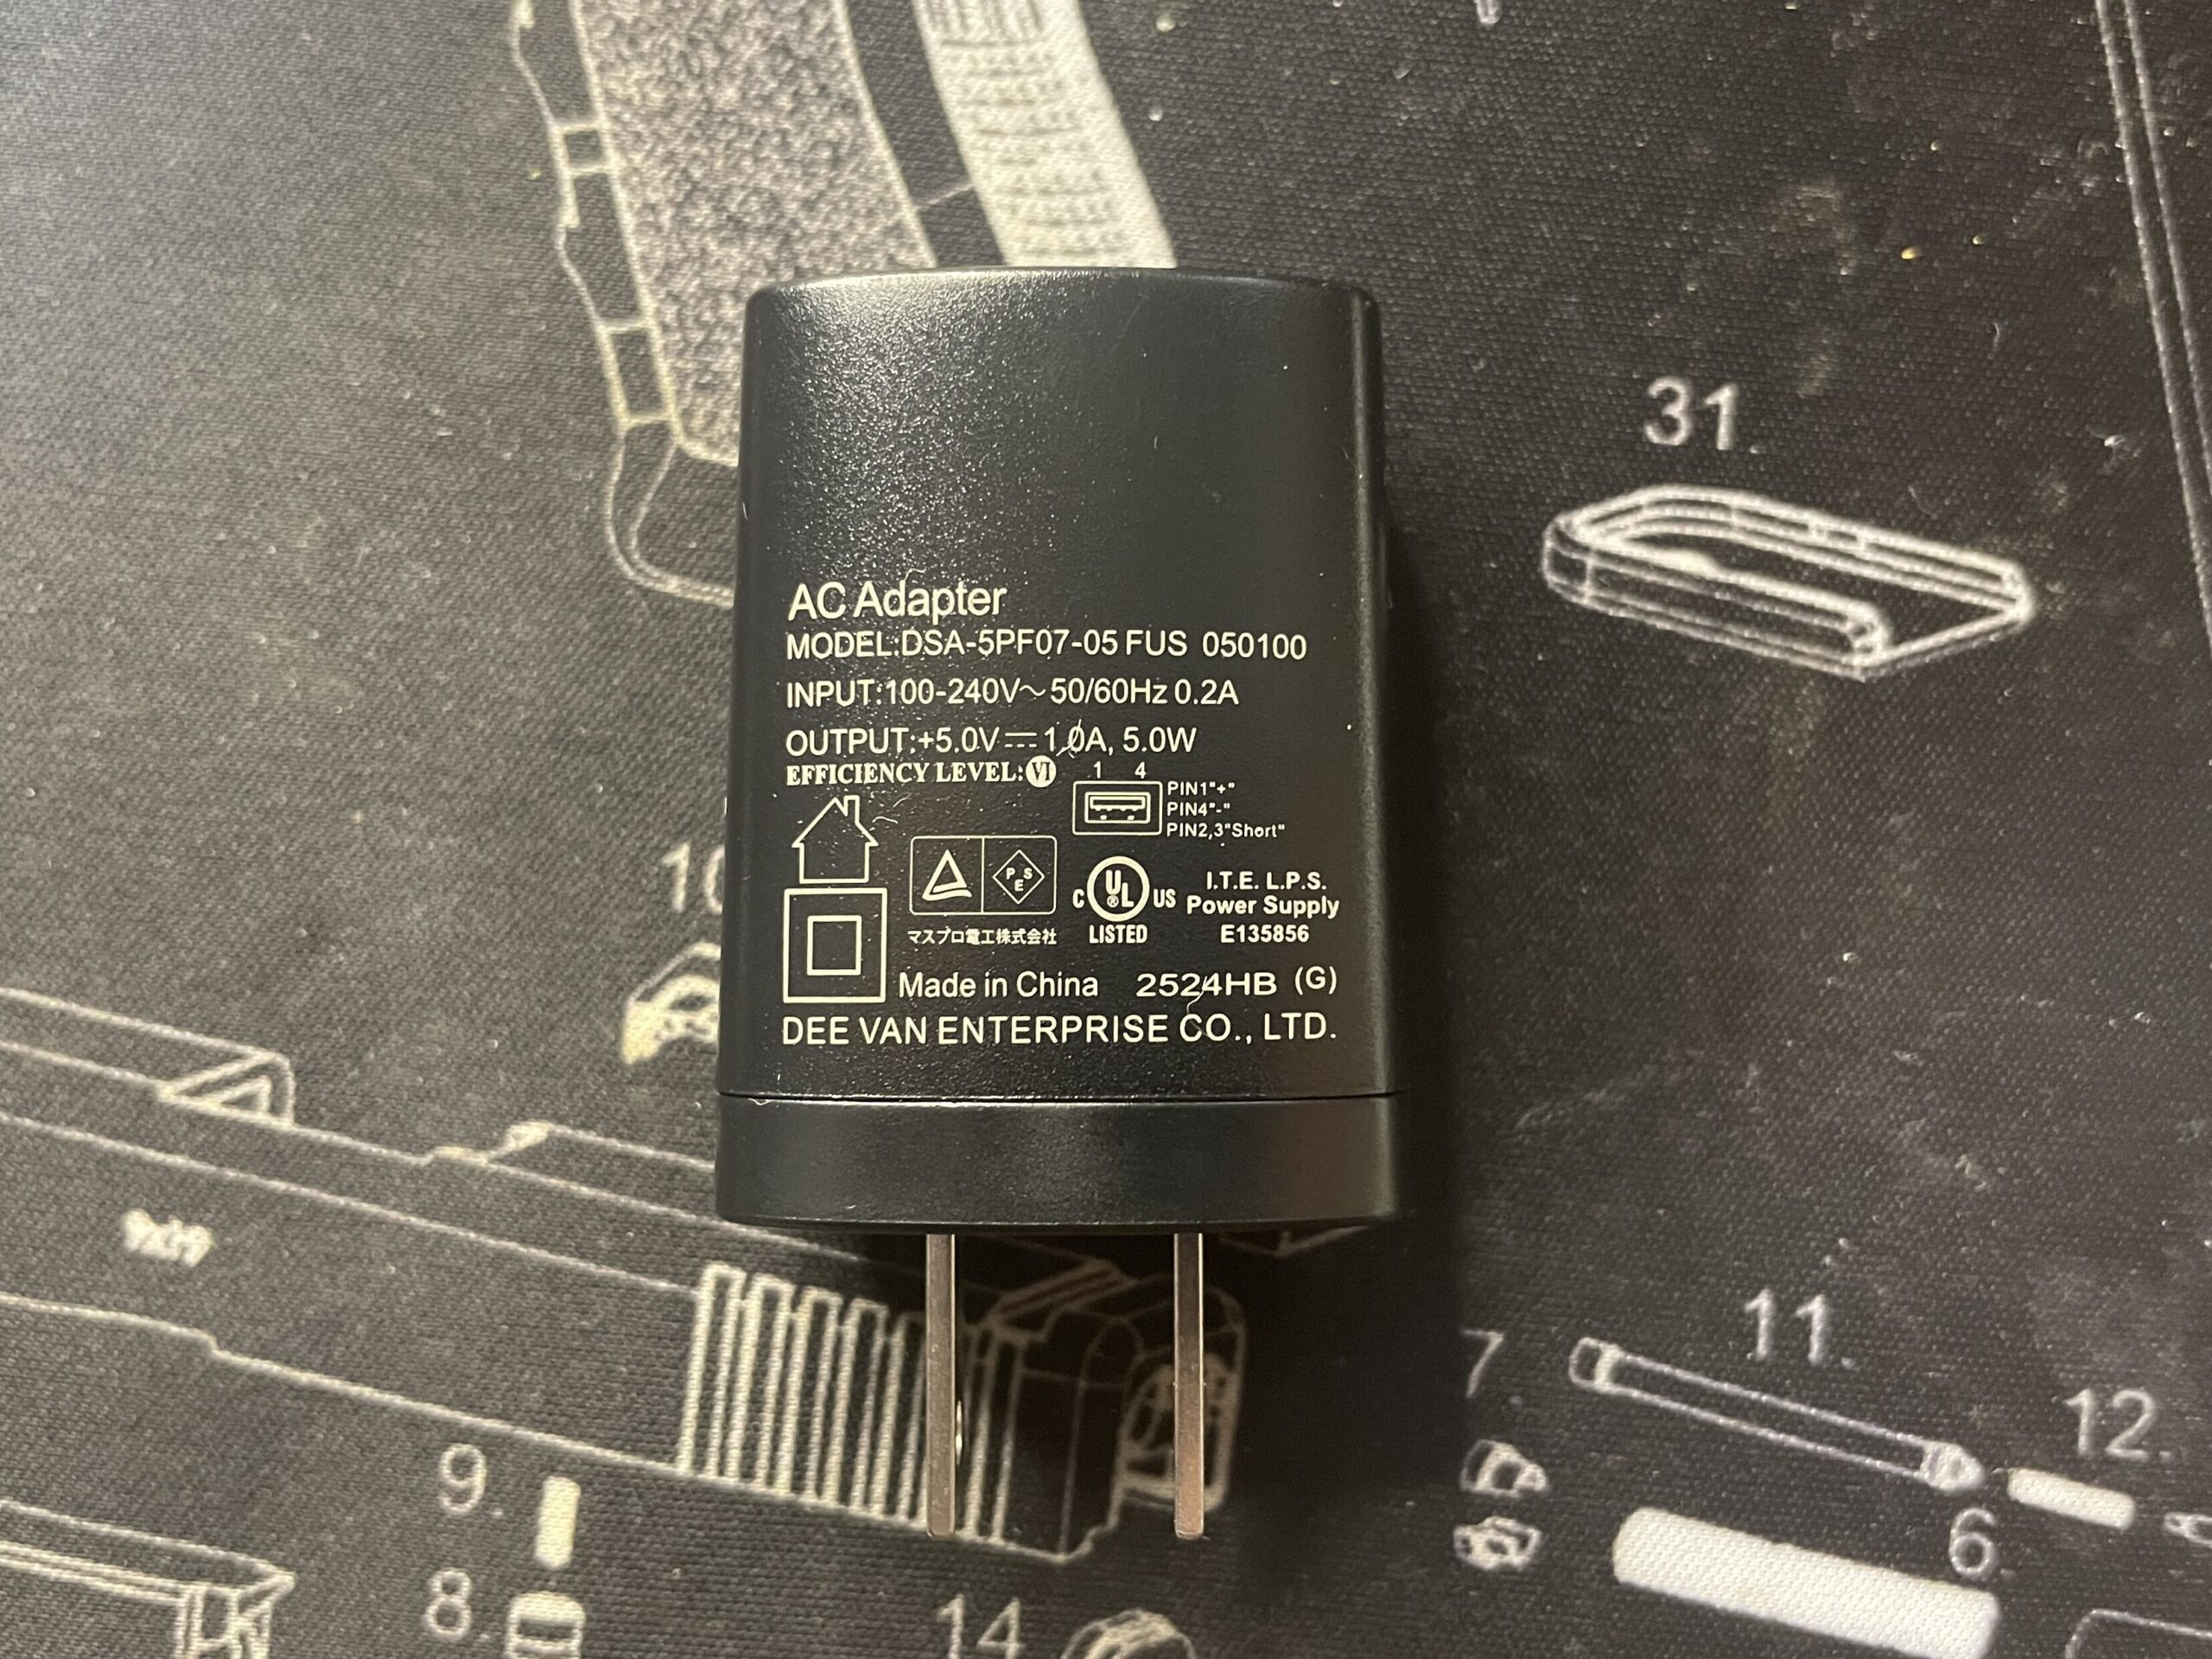 31.
AC Adapter
MODEL:DSA-5PF07-05 FUS 050100
INPUT:100-240V～50/60Hz 0.2A
OUTPUT:+5.0V⎓1.0A, 5.0W
EFFICIENCY LEVEL:VI
1 4
PIN1"+"
PIN4"-"
PIN2,3"Short"
PSE
マスプロ電工株式会社
C UL® US
LISTED
I.T.E. L.P.S.
Power Supply
E135856
Made in China 2524HB (G)
DEE VAN ENTERPRISE CO., LTD.
10
9x19
7.
11.
12.
9.
6.
8.
14